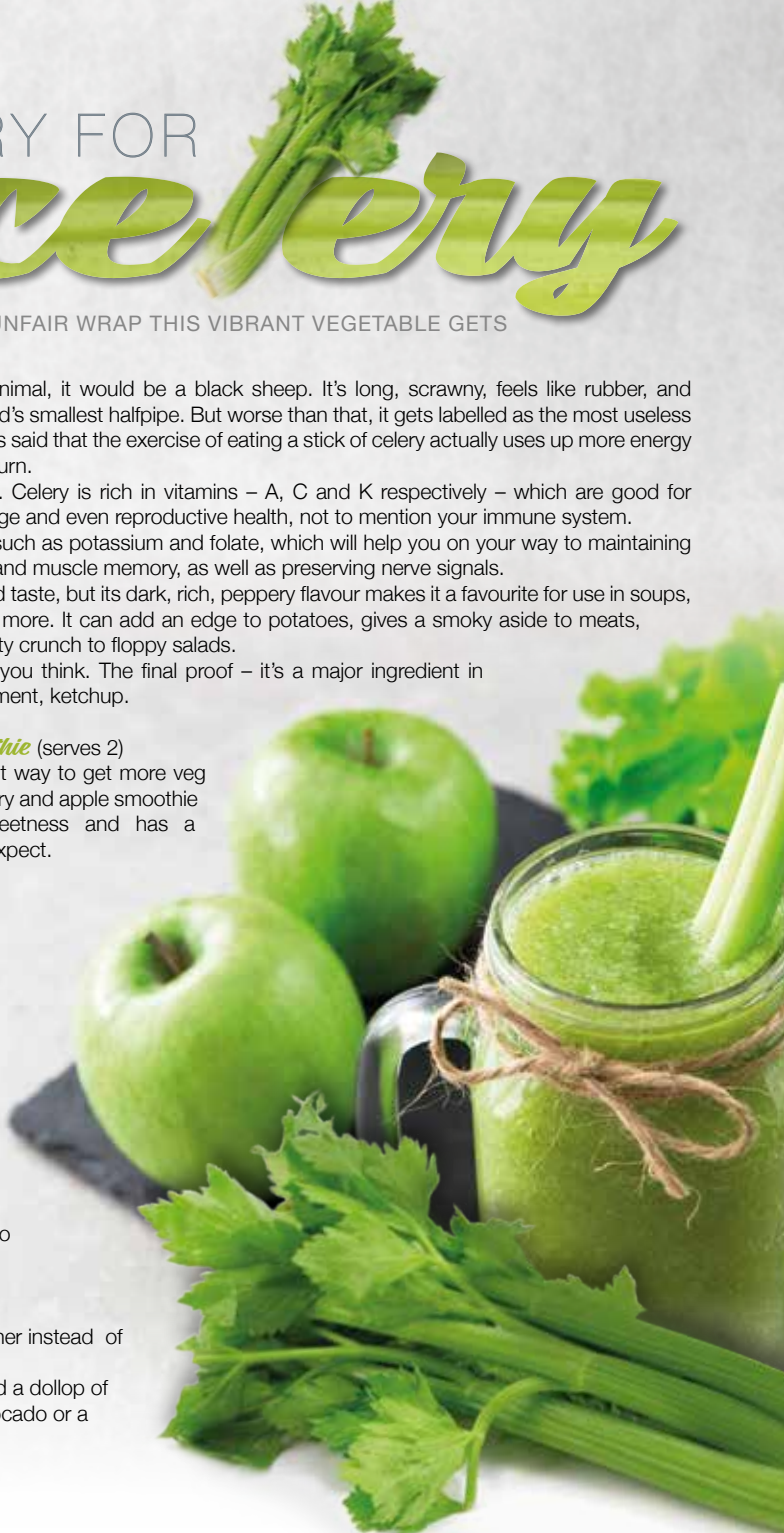 RY FOR
celery
UNFAIR WRAP THIS VIBRANT VEGETABLE GETS
nimal, it would be a black sheep. It’s long, scrawny, feels like rubber, and
d’s smallest halfpipe. But worse than that, it gets labelled as the most useless
s said that the exercise of eating a stick of celery actually uses up more energy
urn.
. Celery is rich in vitamins – A, C and K respectively – which are good for
ge and even reproductive health, not to mention your immune system.
such as potassium and folate, which will help you on your way to maintaining
and muscle memory, as well as preserving nerve signals.
d taste, but its dark, rich, peppery flavour makes it a favourite for use in soups,
more. It can add an edge to potatoes, gives a smoky aside to meats,
ty crunch to floppy salads.
you think. The final proof – it’s a major ingredient in
ment, ketchup.
hie (serves 2)
t way to get more veg
ry and apple smoothie
eetness and has a
xpect.
o
her instead of
d a dollop of
ocado or a